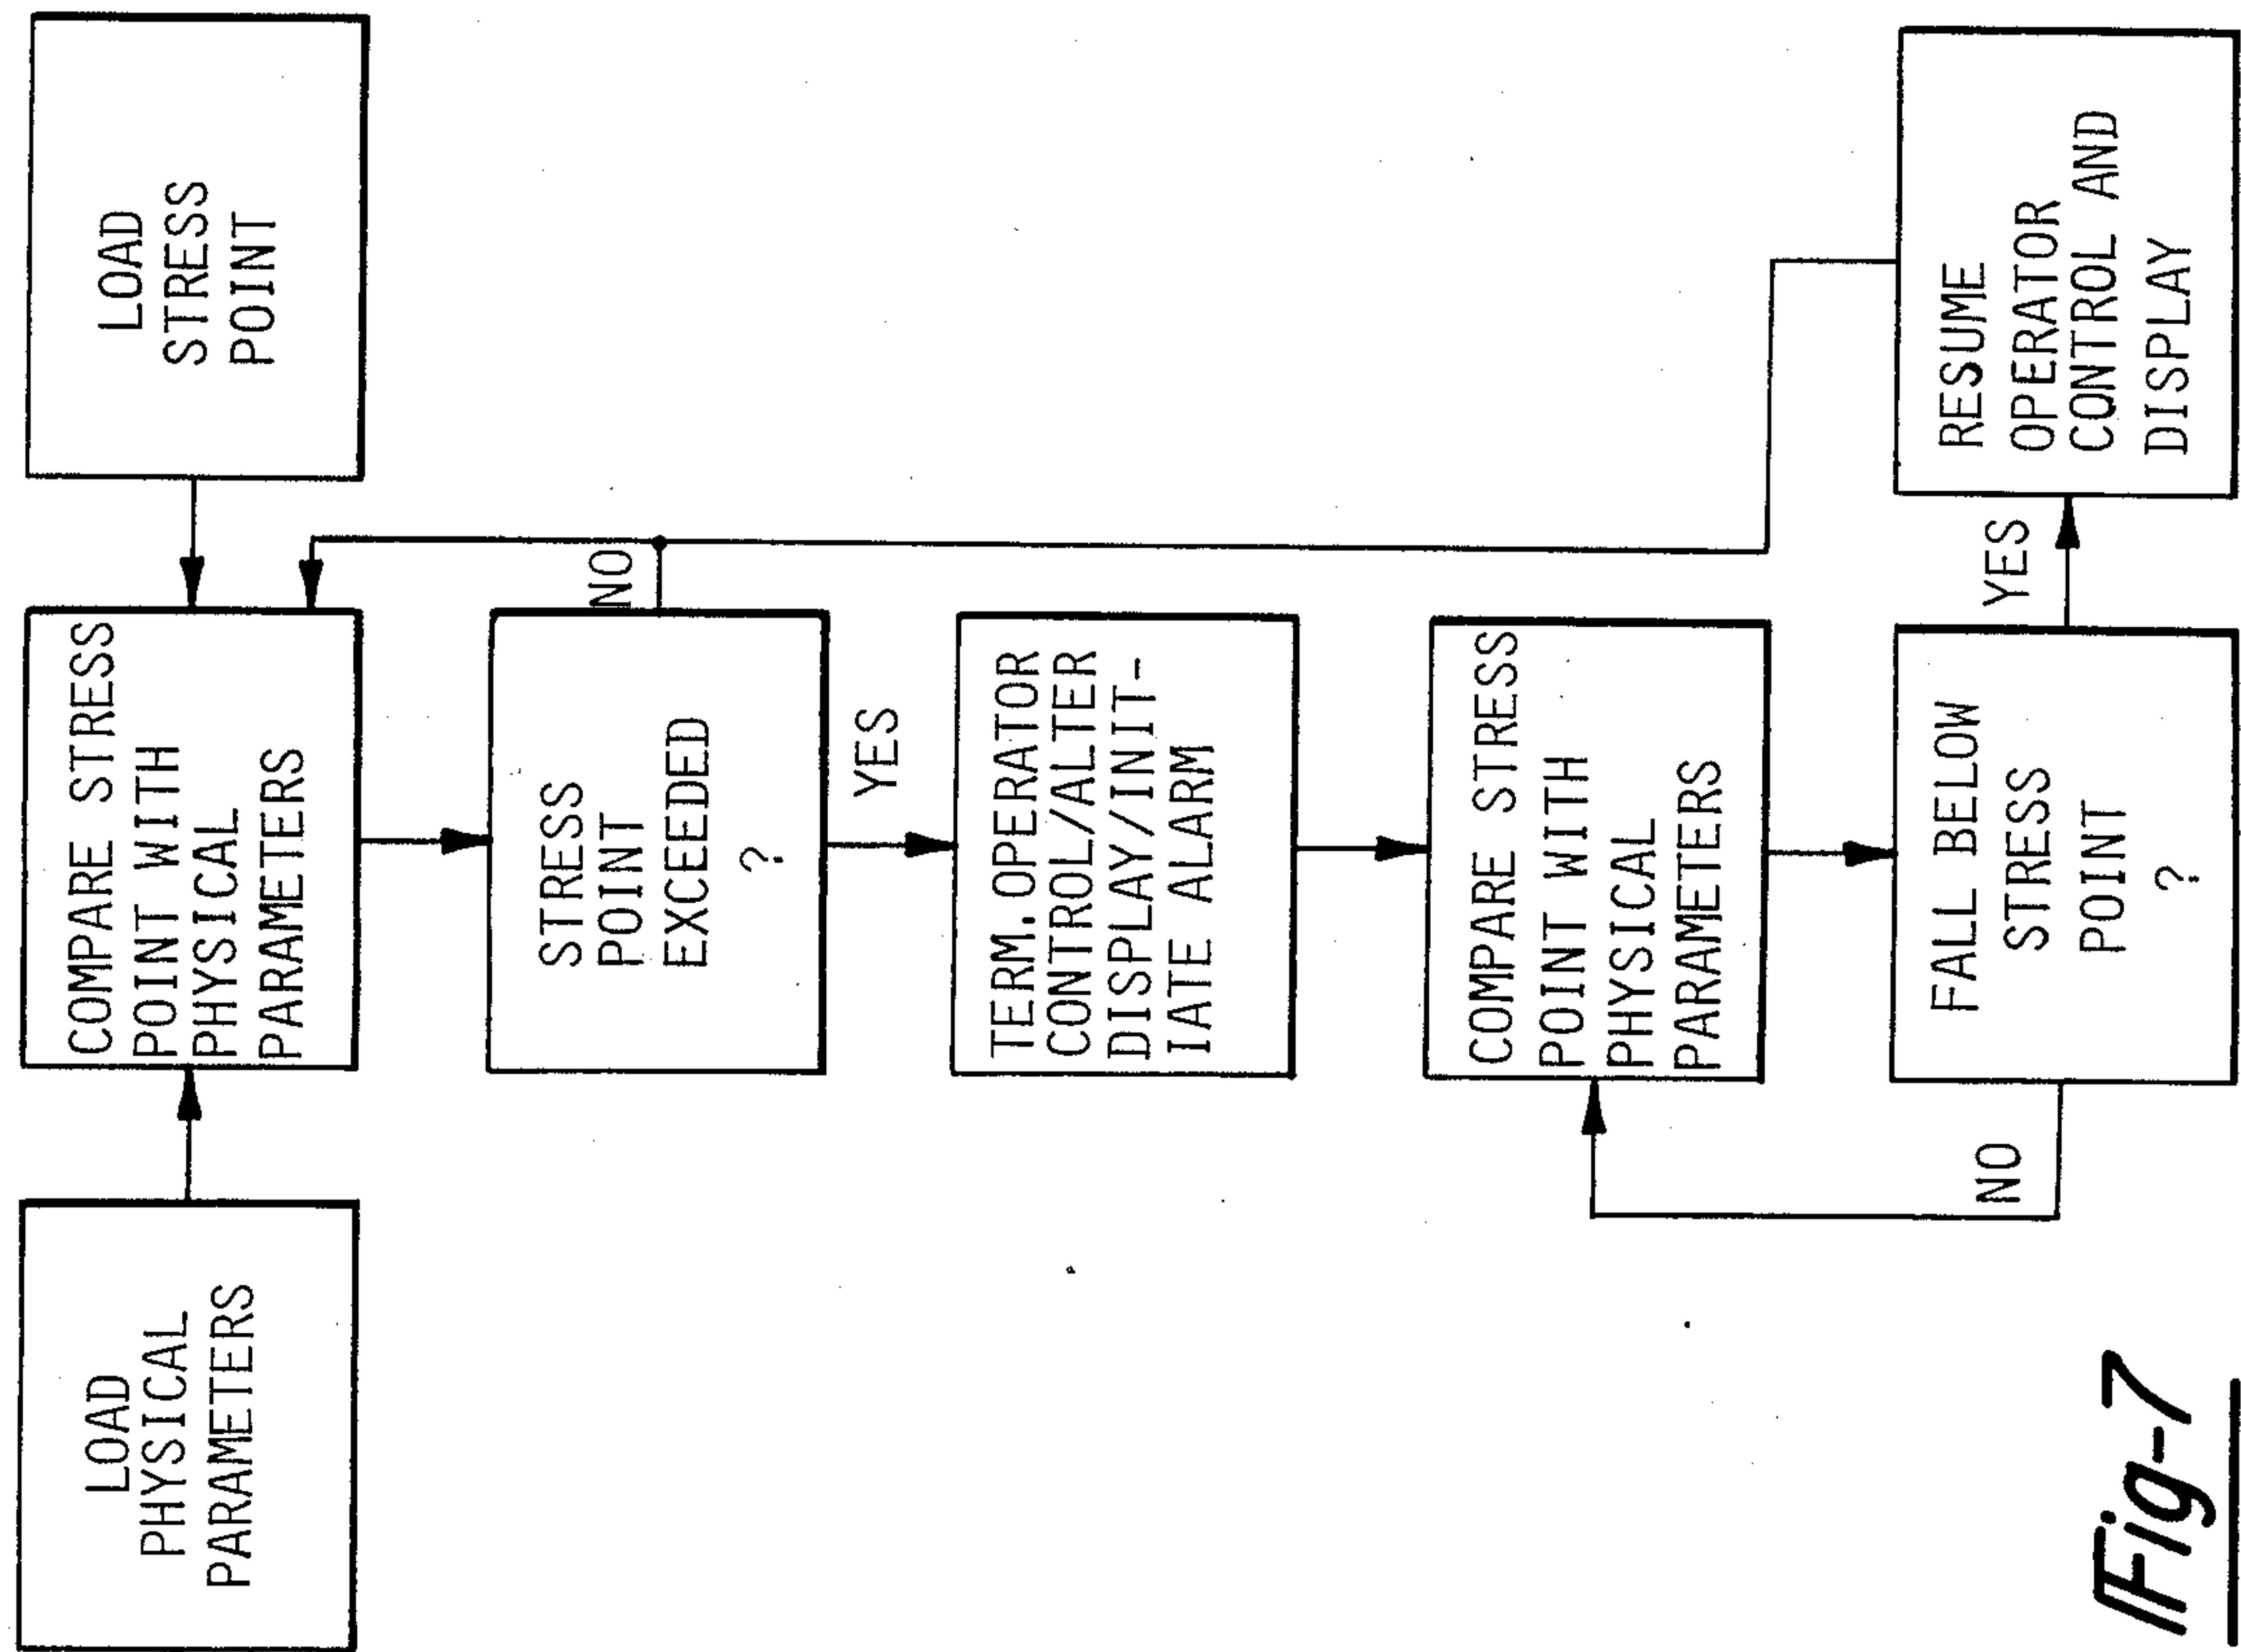 LOAD
PHYSICAL
PARAMETERS
COMPARE STRESS
POINT WITH
PHYSICAL
PARAMETERS
LOAD
STRESS
POINT
STRESS
POINT
EXCEEDED
?
NO
YES
TERM. OPERATOR
CONTROL/ALTER
DISPLAY/INIT-
IATE ALARM
COMPARE STRESS
POINT WITH
PHYSICAL
PARAMETERS
NO
FALL BELOW
STRESS
POINT
?
YES
RESUME
OPERATOR
CONTROL AND
DISPLAY
Fig-7